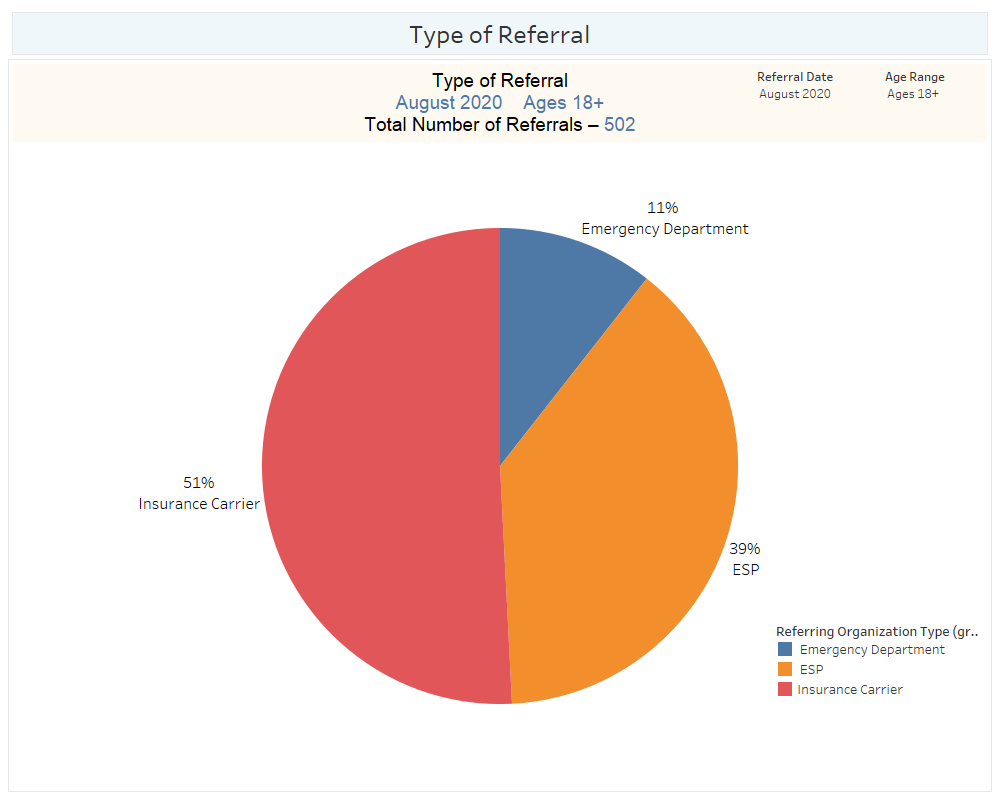 Type of Referral
Type of Referral
August 2020 Ages 18+
Total Number of Referrals – 502
Referral Date
August 2020
Age Range
Ages 18+
11%
Emergency Department
51%
Insurance Carrier
39%
ESP
Referring Organization Type (gr..
Emergency Department
ESP
Insurance Carrier